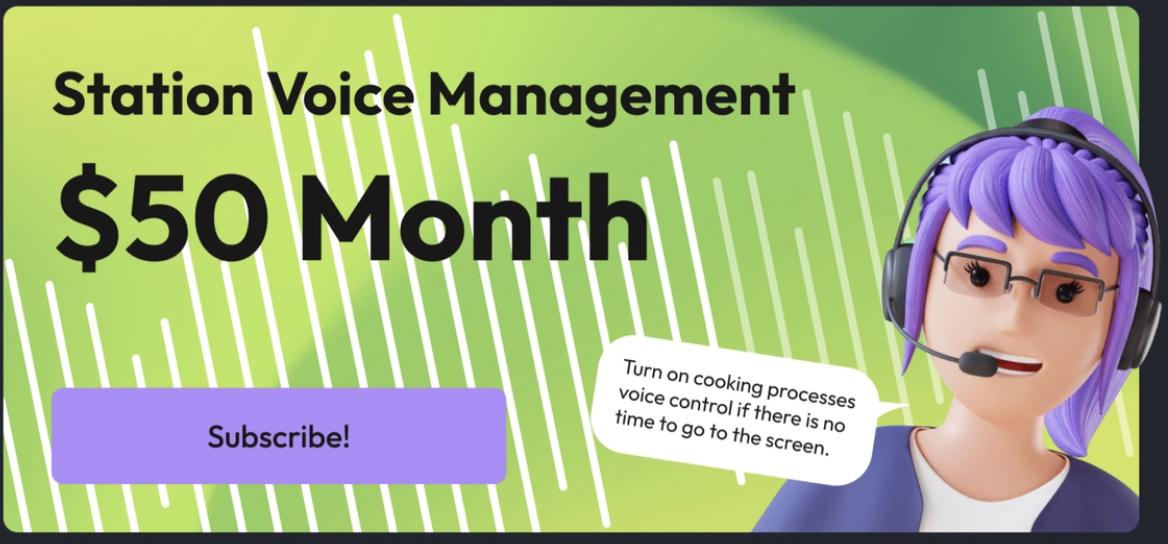 Station Voice Management
$50 Month
Turn on cooking processes
voice control if there is no
time to go to the screen.
Subscribe!